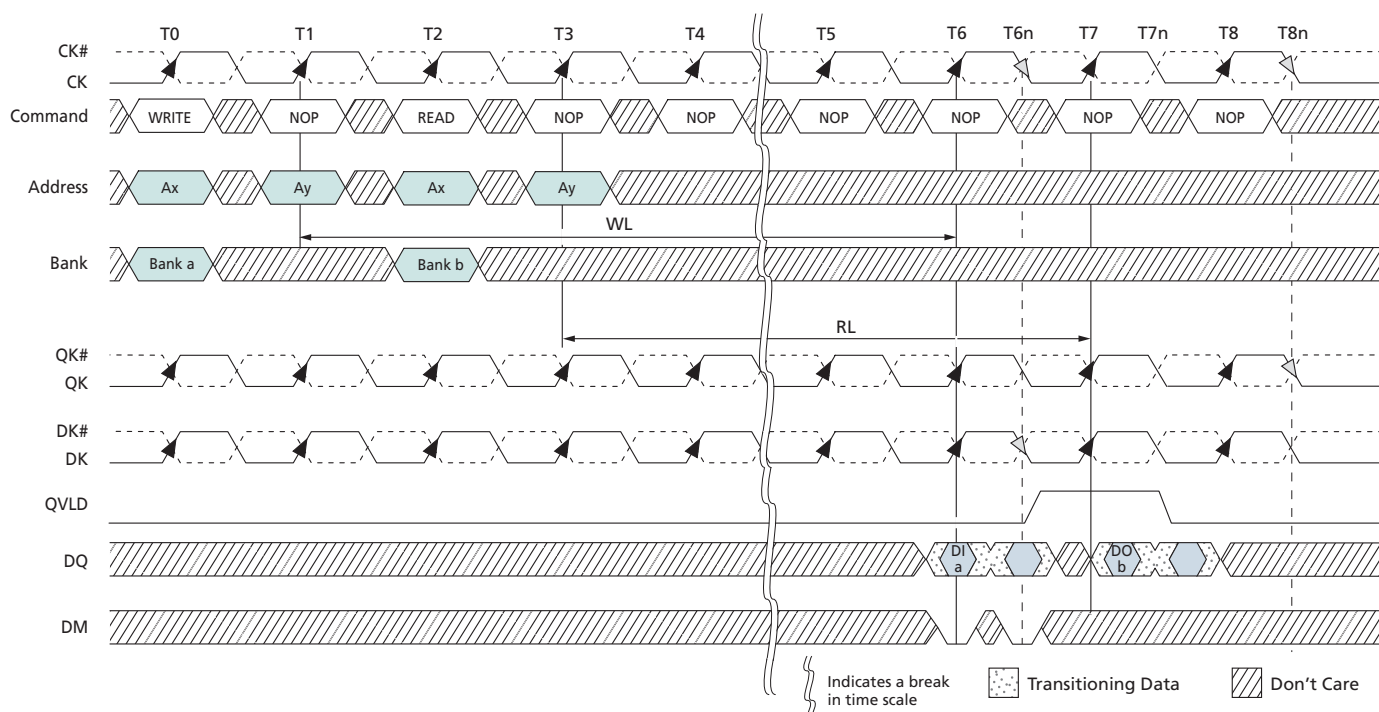 T0 T1 T2 T3 T4 T5 T6 T6n T7 T7n T8 T8n
CK#
CK
Command WRITE NOP READ NOP NOP NOP NOP NOP NOP
Address Ax Ay Ax Ay
WL
Bank Bank a Bank b
RL
QK#
QK
DK#
DK
QVLD
DQ DI a DO b
DM
Indicates a break
in time scale
Transitioning Data
Don't Care